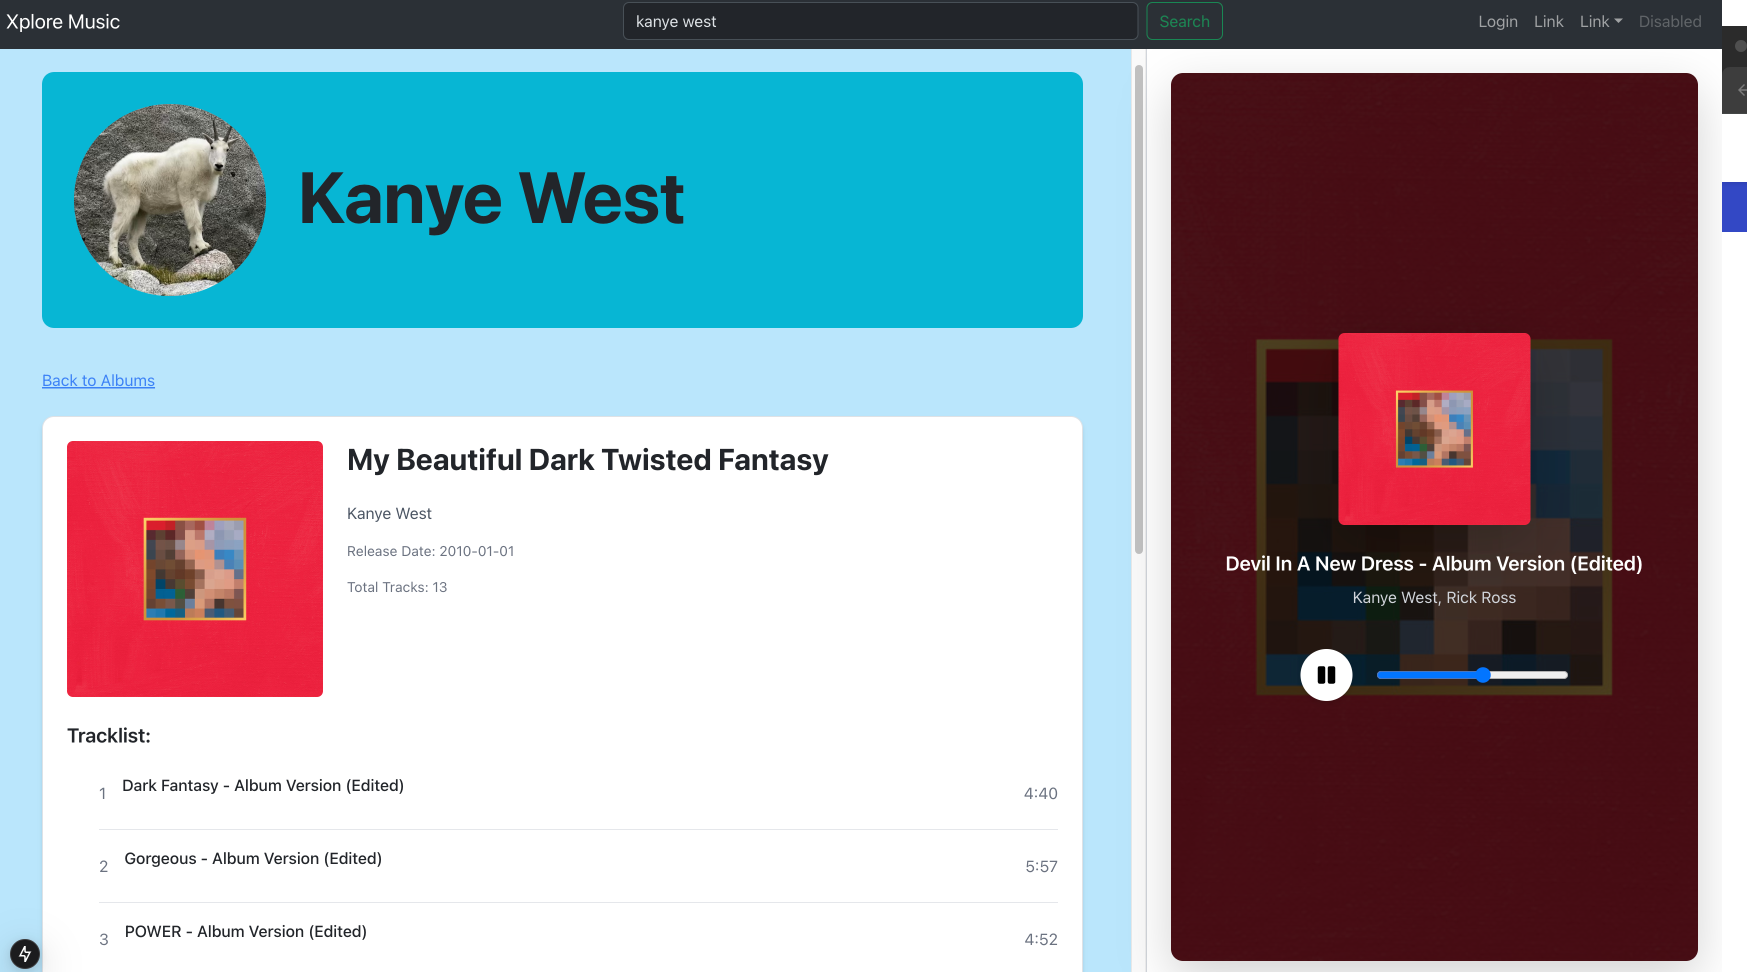 Xplore Music
kanye west
Search
Login
Link
Link
Disabled
Kanye West
Back to Albums
My Beautiful Dark Twisted Fantasy
Kanye West
Release Date: 2010-01-01
Total Tracks: 13
Tracklist:
1 Dark Fantasy - Album Version (Edited) 4:40
2 Gorgeous - Album Version (Edited) 5:57
3 POWER - Album Version (Edited) 4:52
Devil In A New Dress - Album Version (Edited)
Kanye West, Rick Ross